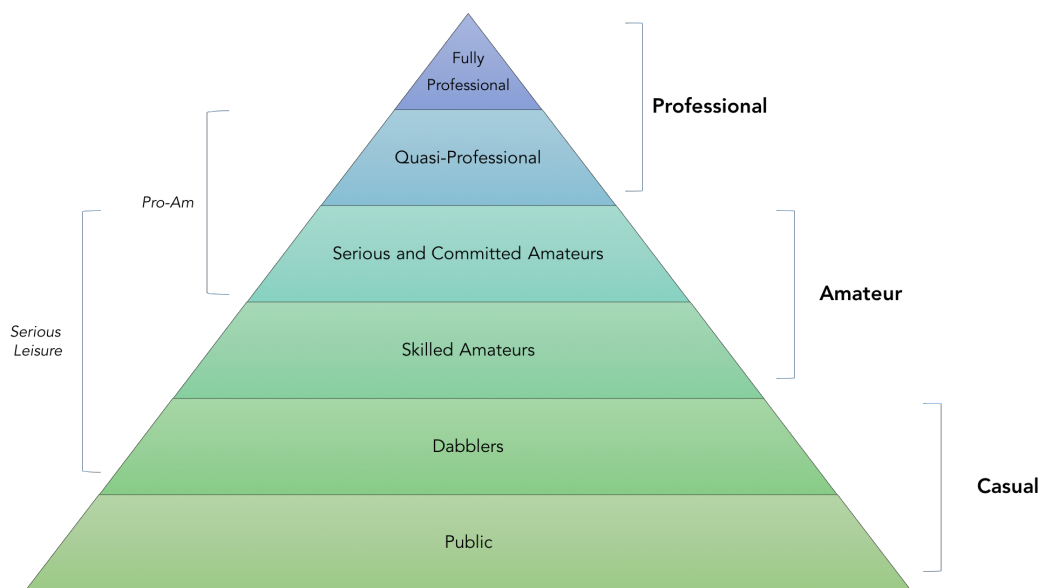 Fully
Professional
Professional
Quasi-Professional
Pro-Am
Serious and Committed Amateurs
Amateur
Serious
Leisure
Skilled Amateurs
Dabblers
Casual
Public